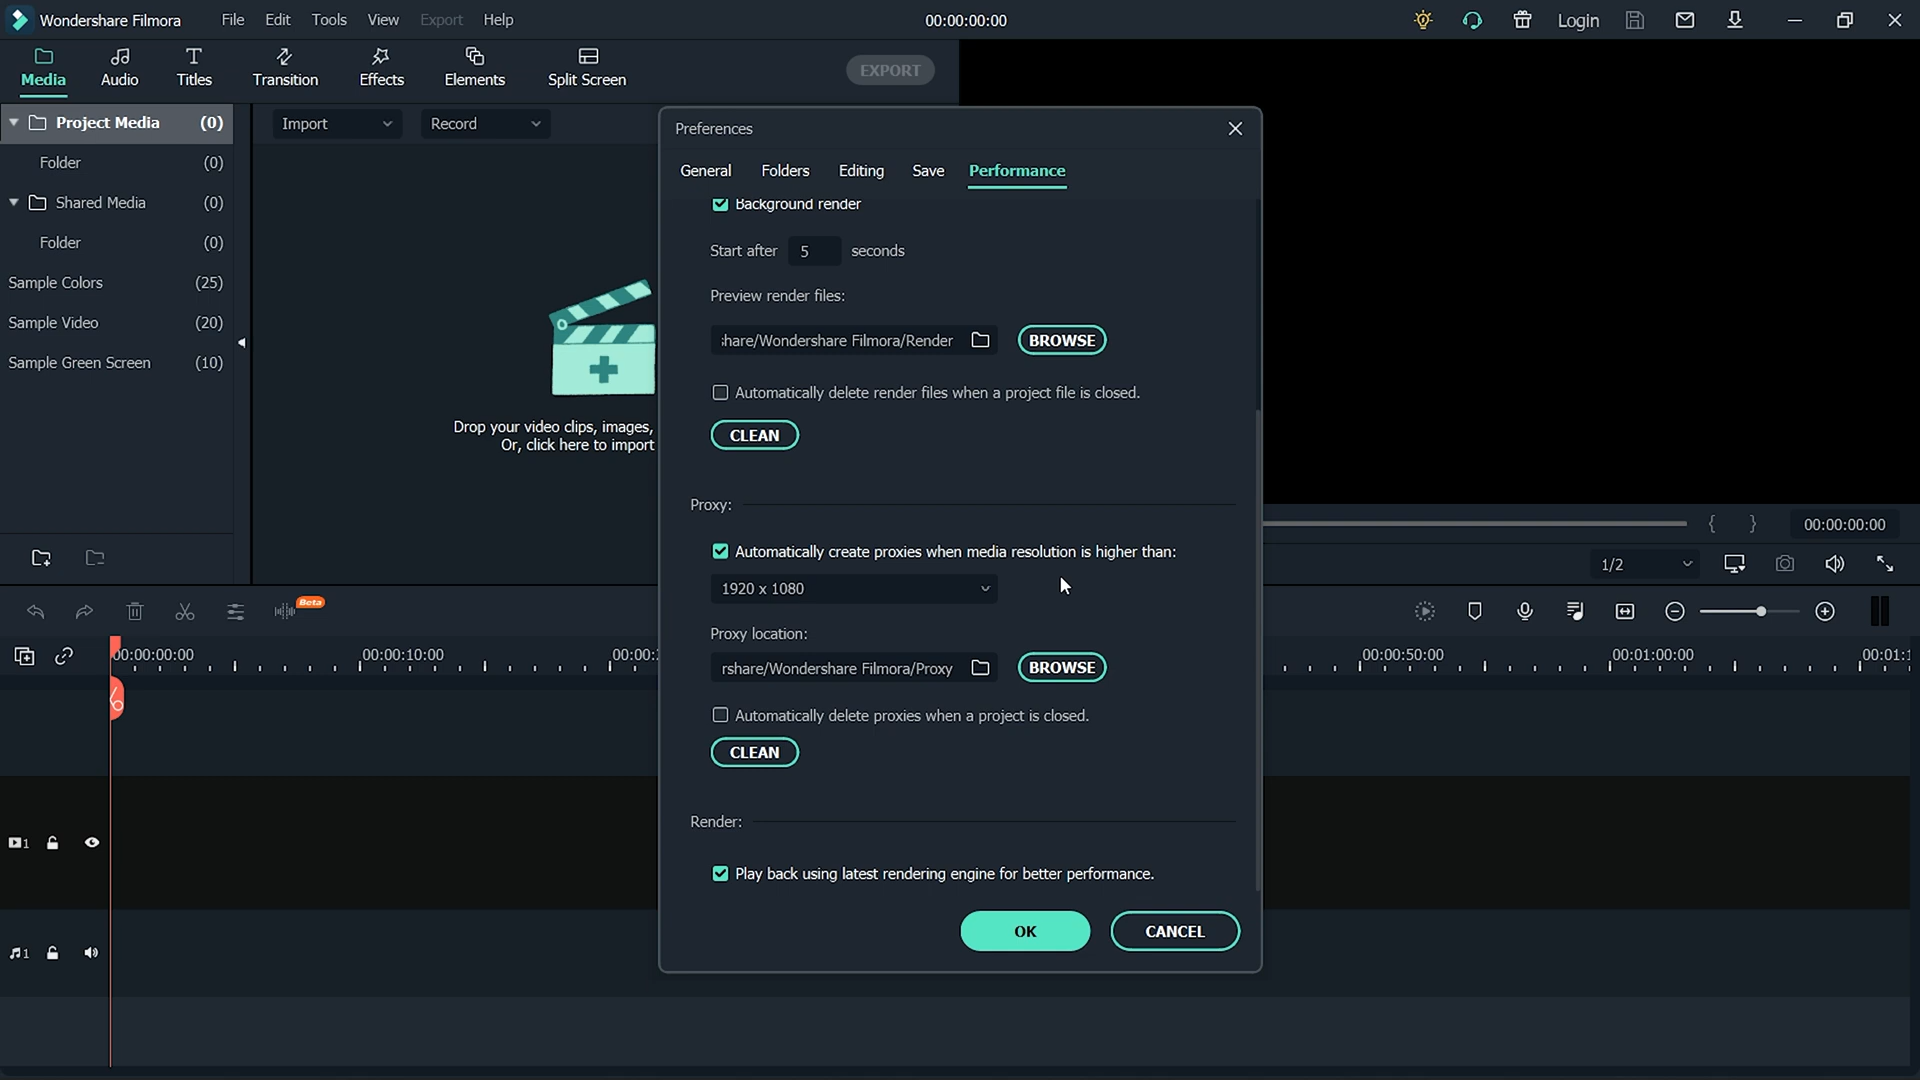 Wondershare Filmora File Edit Tools View Export Help 00:00:00:00 Login
Media Audio Titles Transition Effects Elements Split Screen EXPORT
Project Media (0)
Folder (0)
Shared Media (0)
Folder (0)
Sample Colors (25)
Sample Video (20)
Sample Green Screen (10)
Import Record
Drop your video clips, images,
Or, click here to import
Preferences
General Folders Editing Save Performance
Background render
Start after 5 seconds
Preview render files:
hare/Wondershare Filmora/Render BROWSE
Automatically delete render files when a project file is closed.
CLEAN
Proxy:
Automatically create proxies when media resolution is higher than:
1920 x 1080
Proxy location:
rshare/Wondershare Filmora/Proxy BROWSE
Automatically delete proxies when a project is closed.
CLEAN
Render:
Play back using latest rendering engine for better performance.
OK CANCEL
{ } 00:00:00:00
1/2
Beta
00:00:00:00 00:00:10:00 00:00: 00:00:50:00 00:01:00:00 00:01:1
1
1